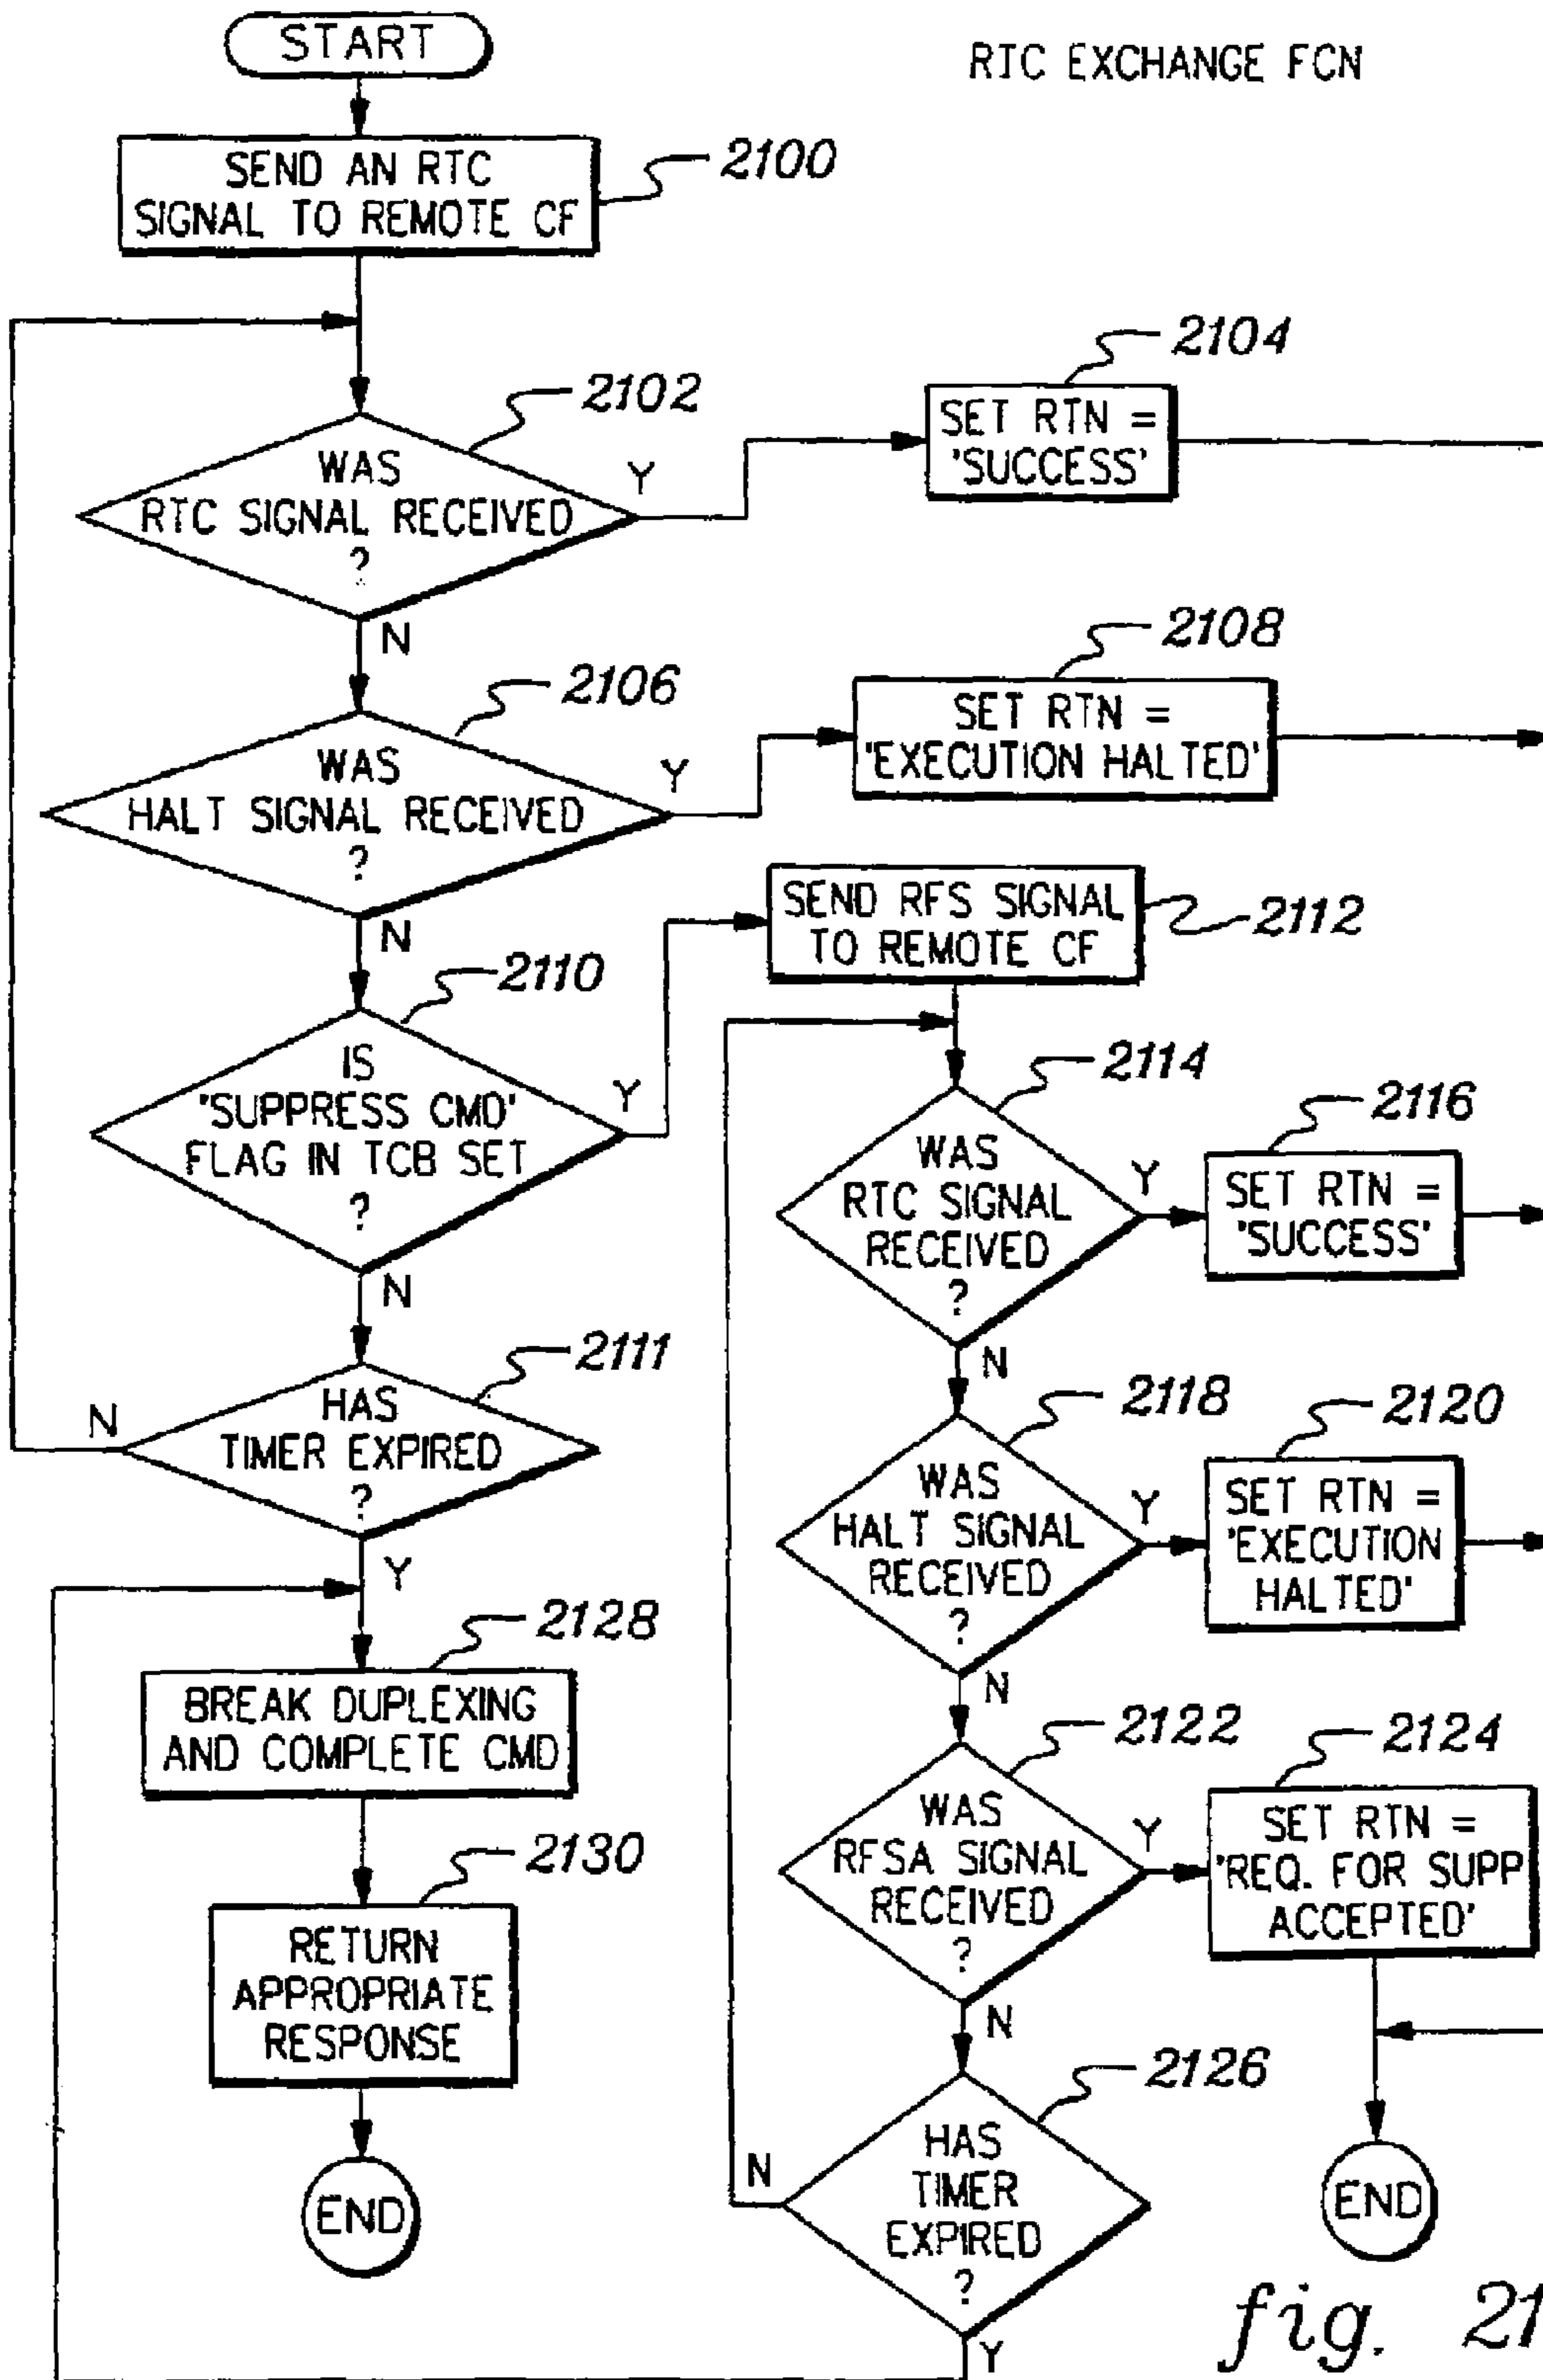 START
RTC EXCHANGE FCN
SEND AN RTC
SIGNAL TO REMOTE CF
2100
2102
WAS
RTC SIGNAL RECEIVED
?
Y
N
2104
SET RTN =
'SUCCESS'
2106
WAS
HALT SIGNAL RECEIVED
?
Y
N
2108
SET RTN =
'EXECUTION HALTED'
2110
IS
'SUPPRESS CMD'
FLAG IN TCB SET
?
Y
N
2112
SEND RFS SIGNAL
TO REMOTE CF
2111
HAS
TIMER EXPIRED
?
N
Y
2114
WAS
RTC SIGNAL
RECEIVED
?
Y
N
2116
SET RTN =
'SUCCESS'
2118
WAS
HALT SIGNAL
RECEIVED
?
Y
N
2120
SET RTN =
'EXECUTION
HALTED'
2122
WAS
RFSA SIGNAL
RECEIVED
?
Y
N
2124
SET RTN =
'REQ. FOR SUPP
ACCEPTED'
2126
HAS
TIMER
EXPIRED
?
N
Y
2128
BREAK DUPLEXING
AND COMPLETE CMD
2130
RETURN
APPROPRIATE
RESPONSE
END
END
fig. 21